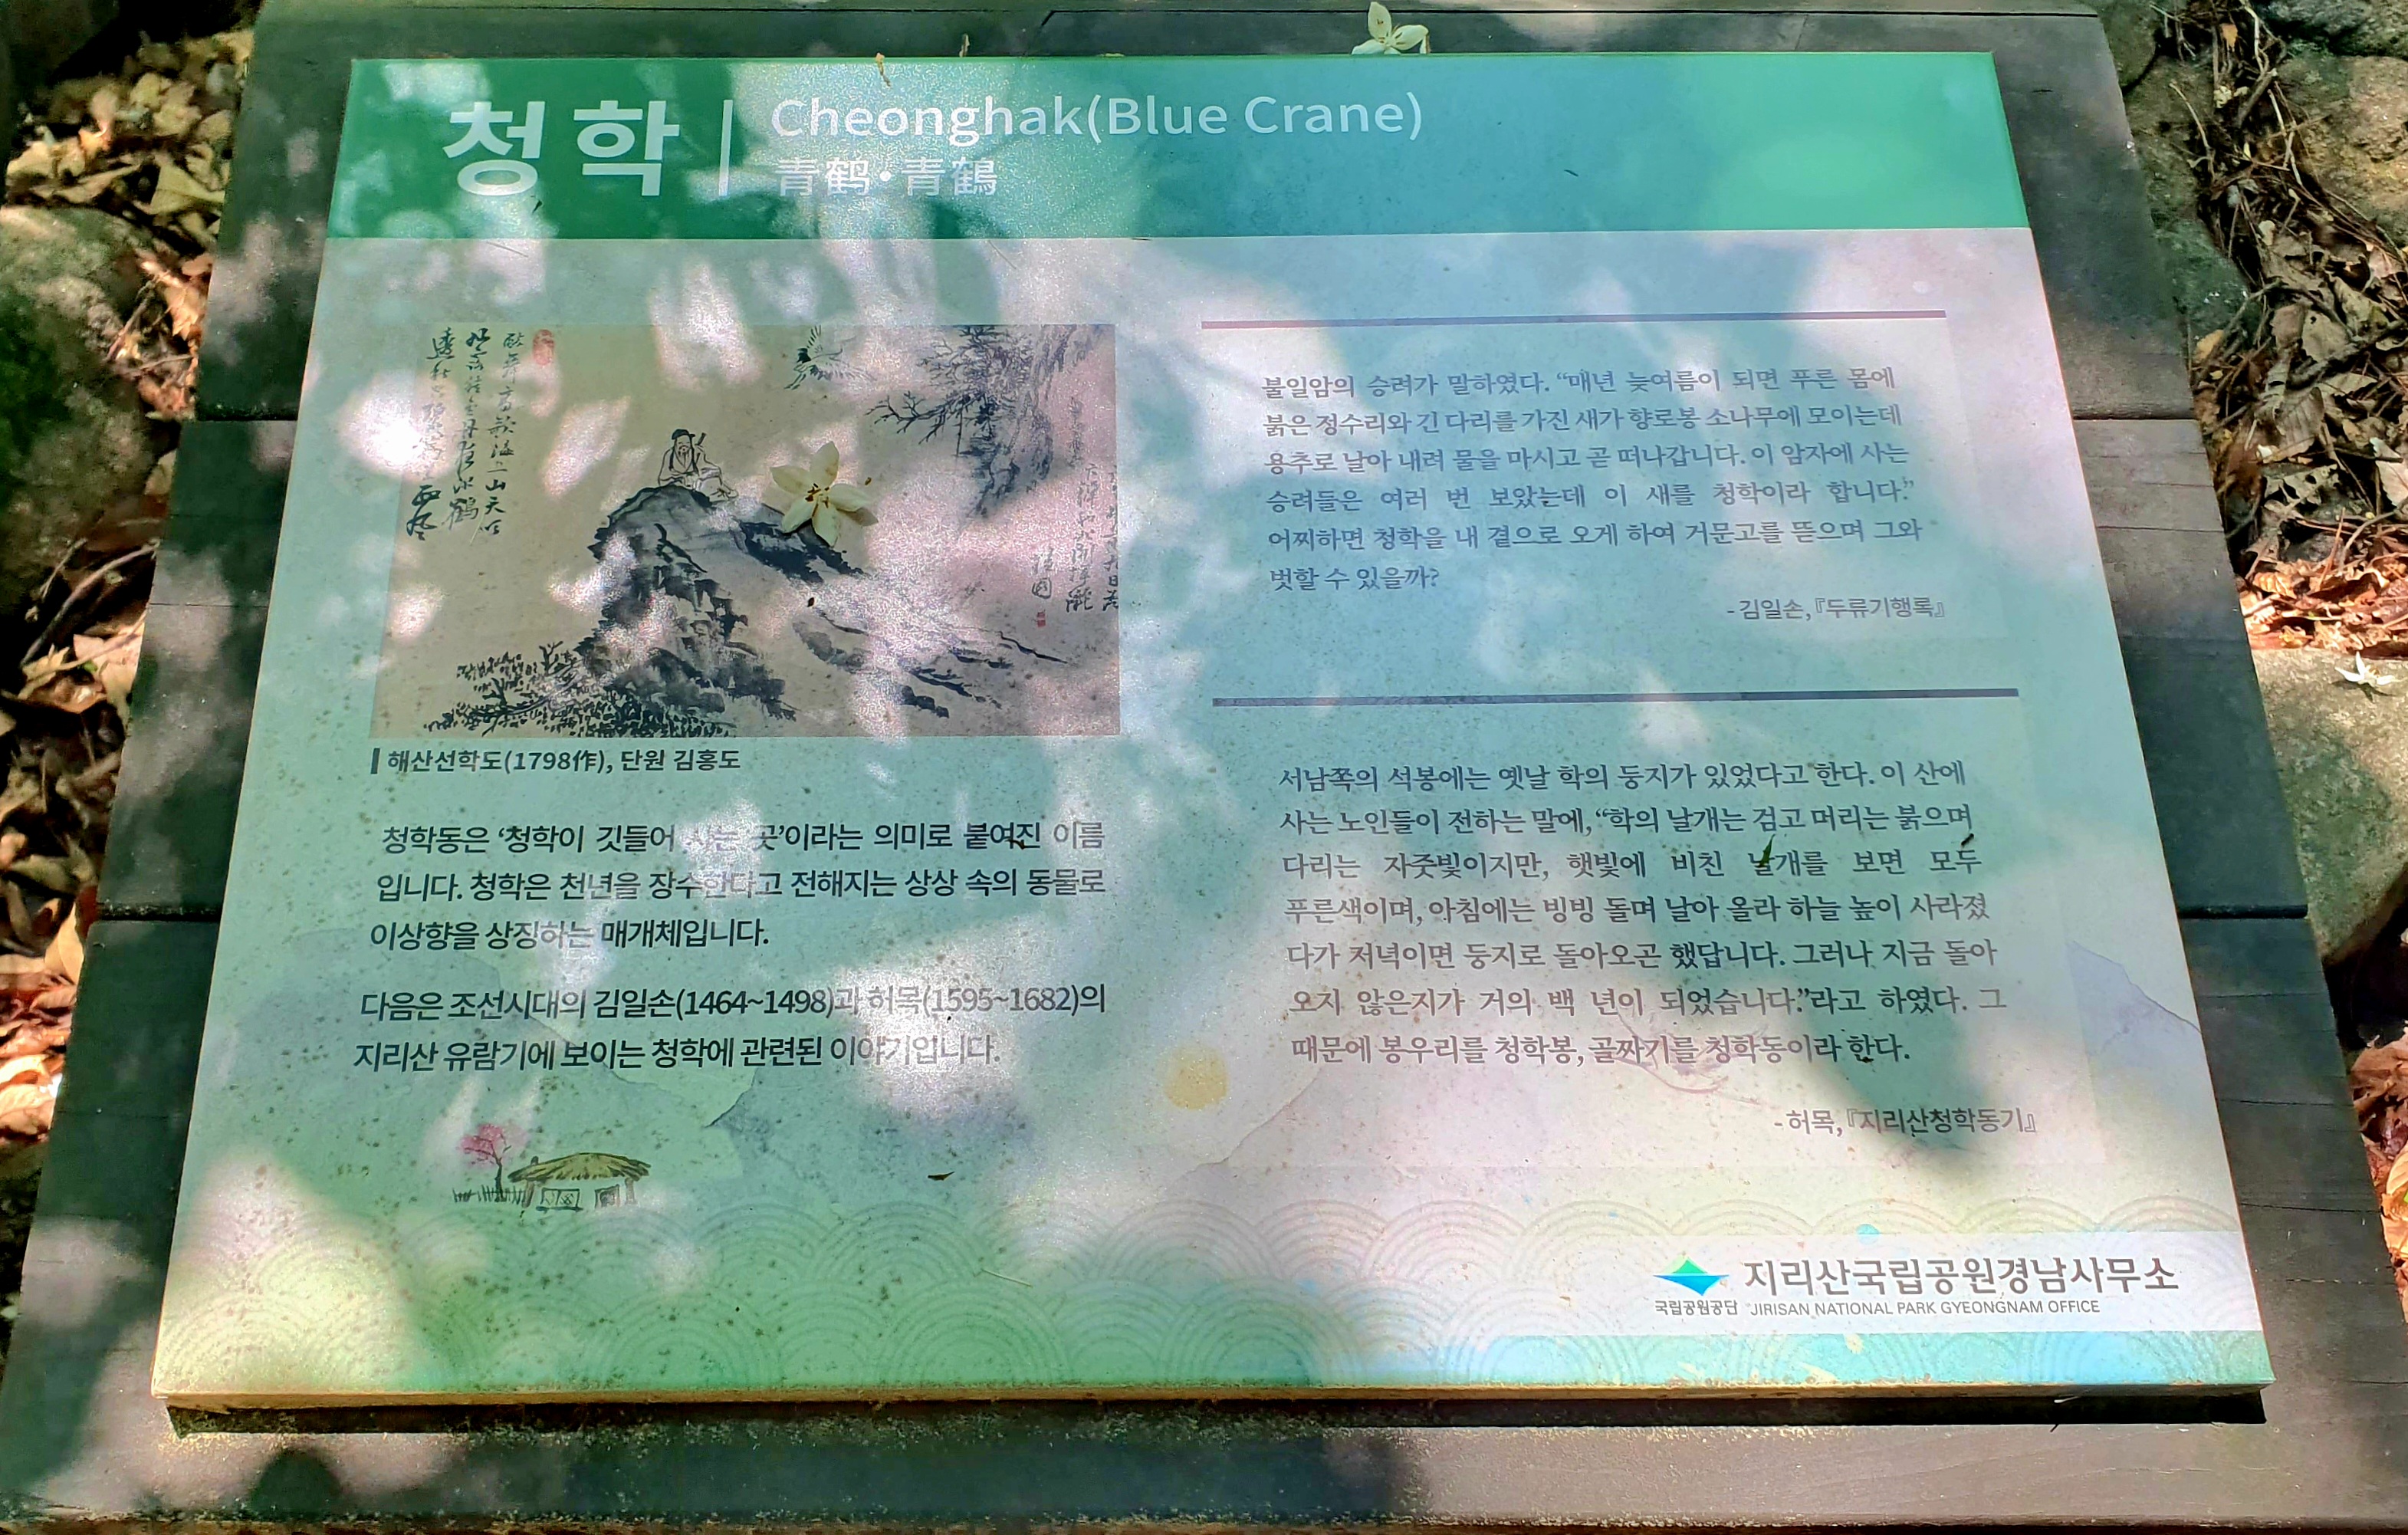 청학
Cheonghak(Blue Crane)
青鹤·青鶴
해산선학도(1798作), 단원 김홍도
청학동은 ‘청학이 깃들어 사는 곳’이라는 의미로 붙여진 이름
입니다. 청학은 천년을 장수한다고 전해지는 상상 속의 동물로
이상향을 상징하는 매개체입니다.
다음은 조선시대의 김일손(1464~1498)과 허목(1595~1682)의
지리산 유람기에 보이는 청학에 관련된 이야기입니다.
불일암의 승려가 말하였다. “매년 늦여름이 되면 푸른 몸에
붉은 정수리와 긴 다리를 가진 새가 향로봉 소나무에 모이는데
용추로 날아 내려 물을 마시고 곧 떠나갑니다. 이 암자에 사는
승려들은 여러 번 보았는데 이 새를 청학이라 합니다.”
어찌하면 청학을 내 곁으로 오게 하여 거문고를 뜯으며 그와
벗할 수 있을까?
- 김일손,『두류기행록』
서남쪽의 석봉에는 옛날 학의 둥지가 있었다고 한다. 이 산에
사는 노인들이 전하는 말에, “학의 날개는 검고 머리는 붉으며
다리는 자줏빛이지만, 햇빛에 비친 날개를 보면 모두
푸른색이며, 아침에는 빙빙 돌며 날아 올라 하늘 높이 사라졌
다가 저녁이면 둥지로 돌아오곤 했답니다. 그러나 지금 돌아
오지 않은지가 거의 백 년이 되었습니다.”라고 하였다. 그
때문에 봉우리를 청학봉, 골짜기를 청학동이라 한다.
- 허목,『지리산청학동기』
지리산국립공원경남사무소
국립공원공단 JIRISAN NATIONAL PARK GYEONGNAM OFFICE